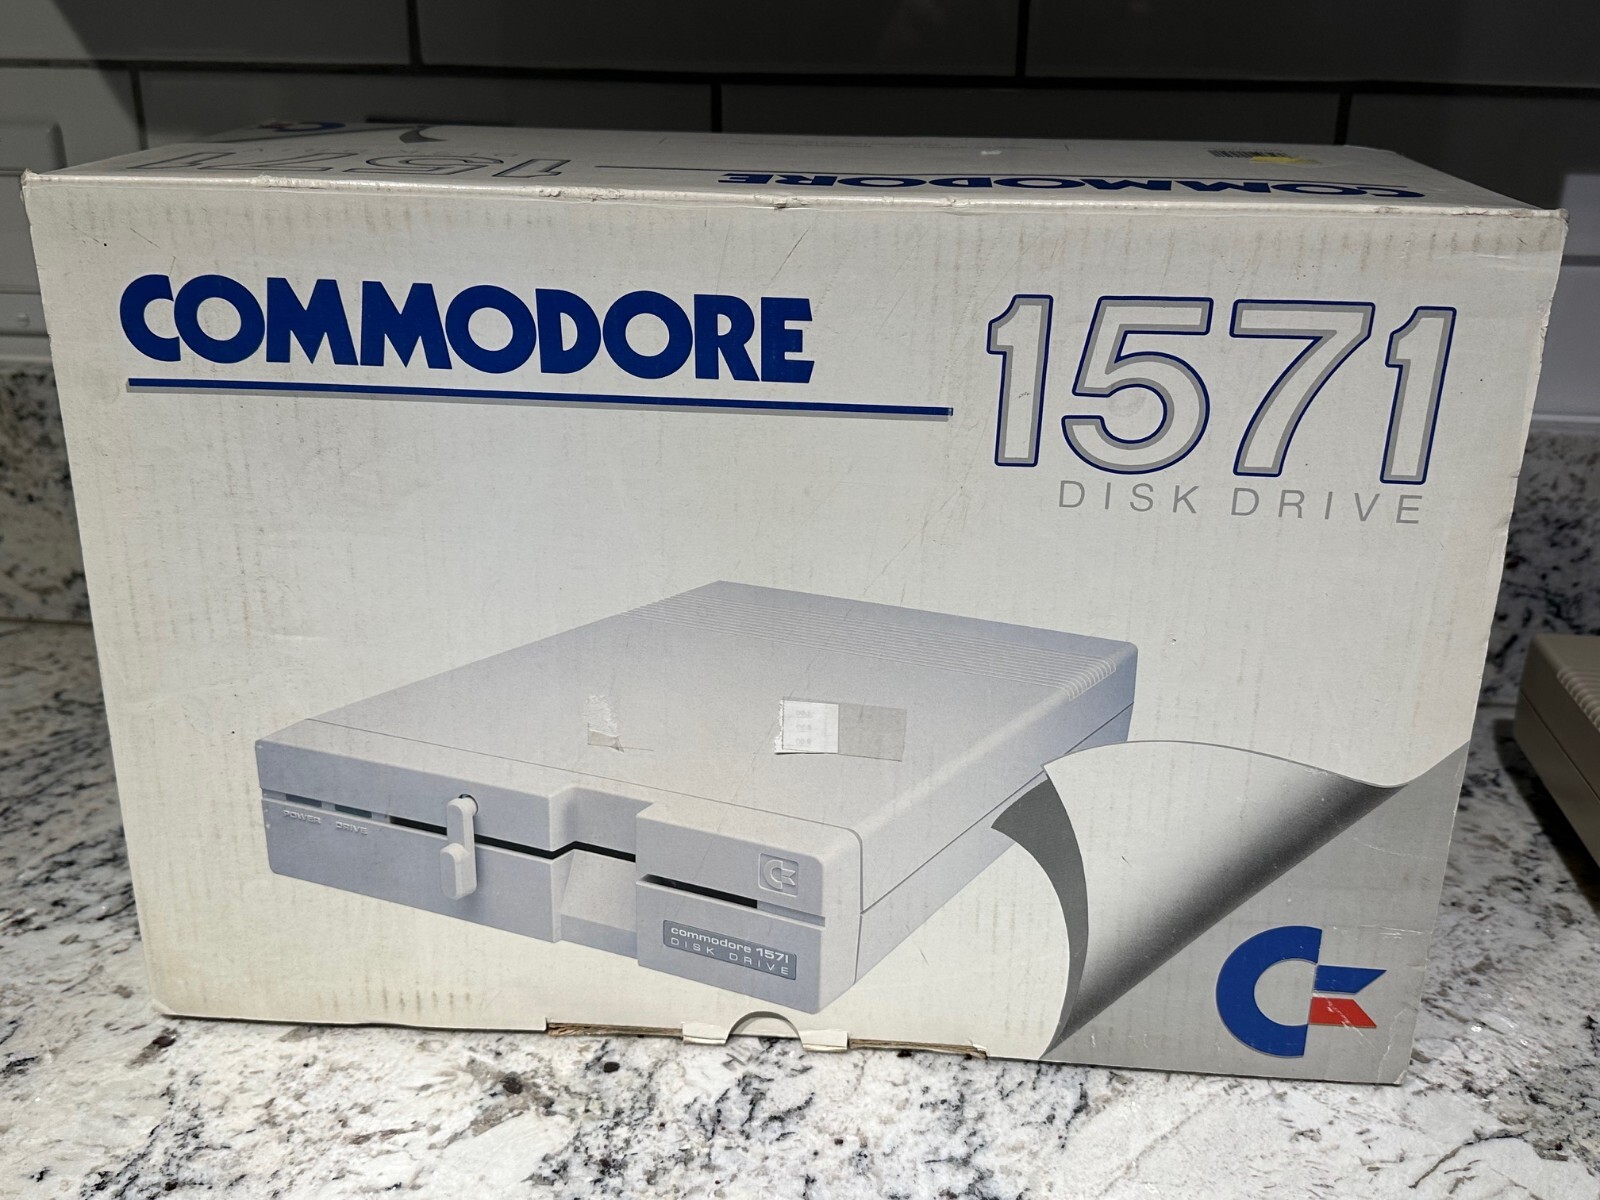 1571
COMMODORE
COMMODORE
1571
DISK DRIVE
POWER DRIVE
commodore 1571
DISK DRIVE